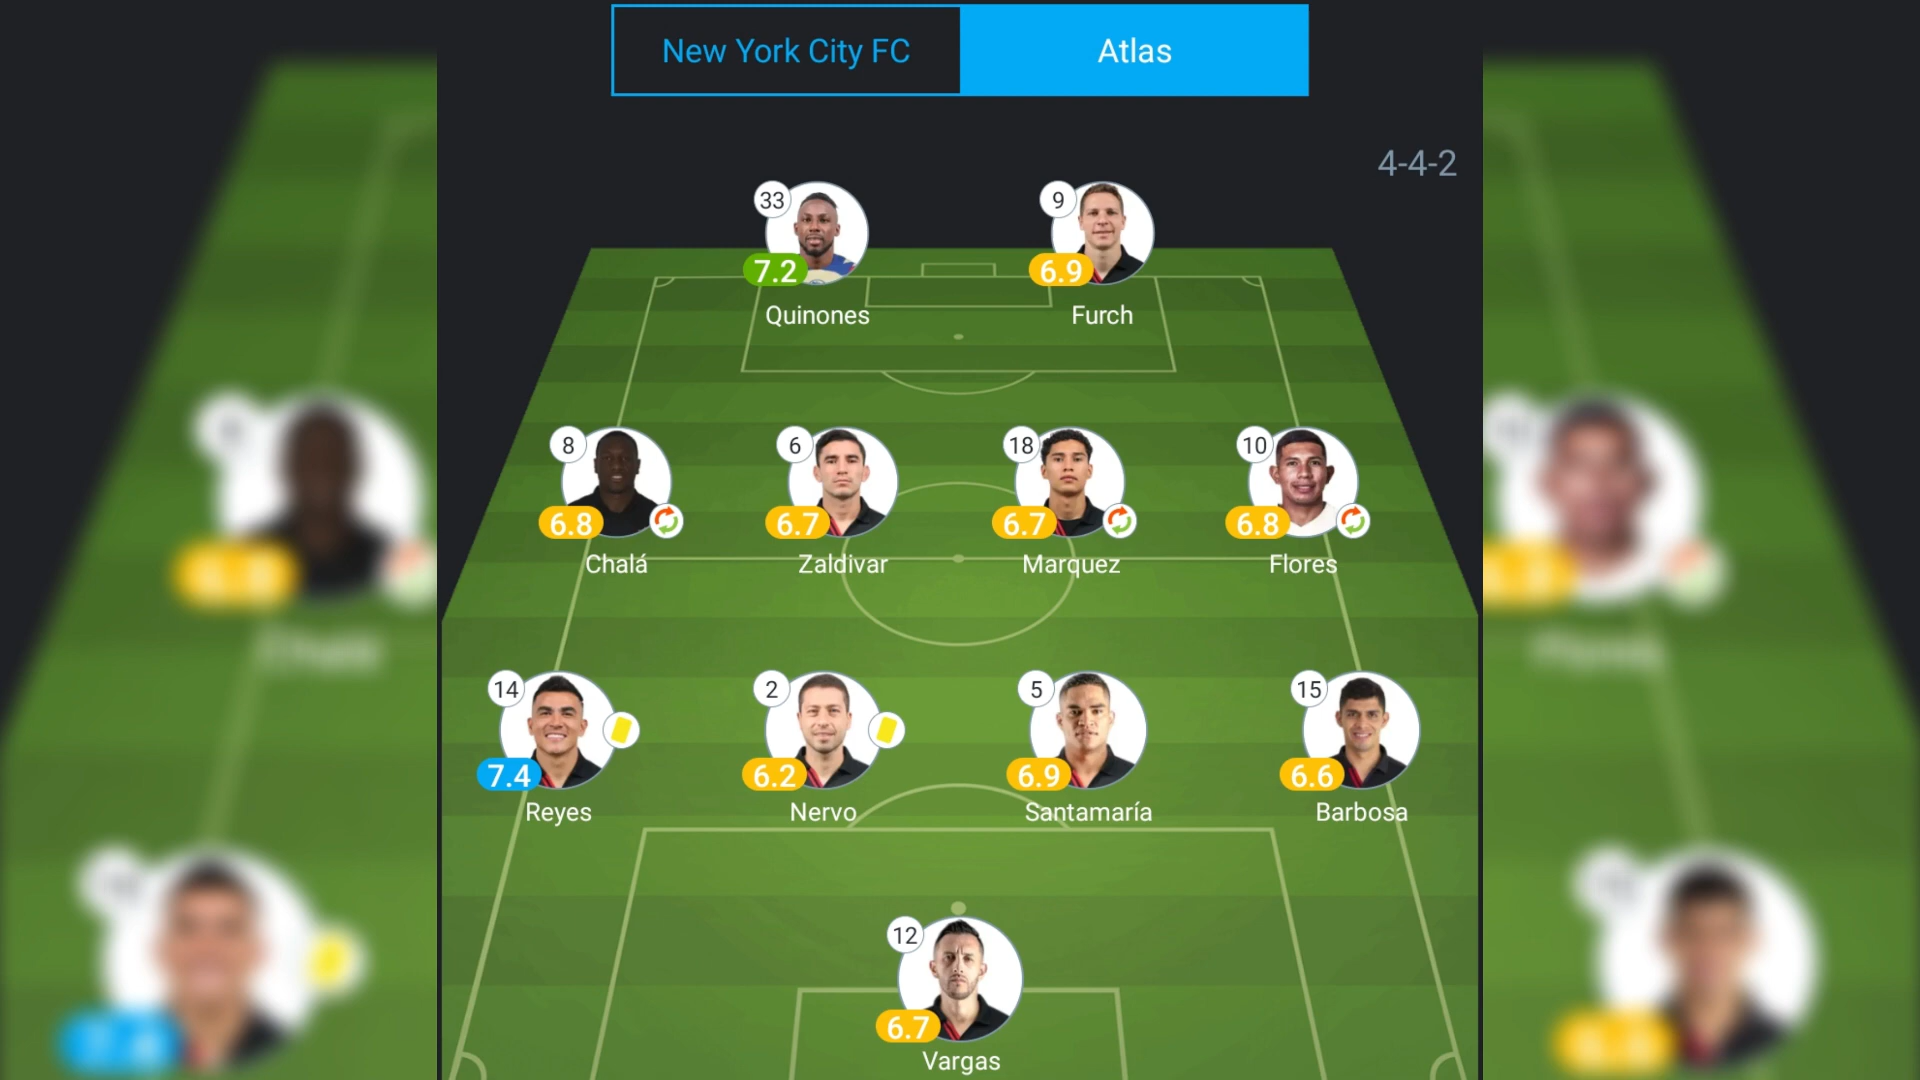 New York City FC
Atlas
4-4-2
33
9
7.2
6.9
Quinones
Furch
8
6
18
10
6.8
6.7
6.7
6.8
Chalá
Zaldivar
Marquez
Flores
14
2
5
15
7.4
6.2
6.9
6.6
Reyes
Nervo
Santamaría
Barbosa
12
6.7
Vargas